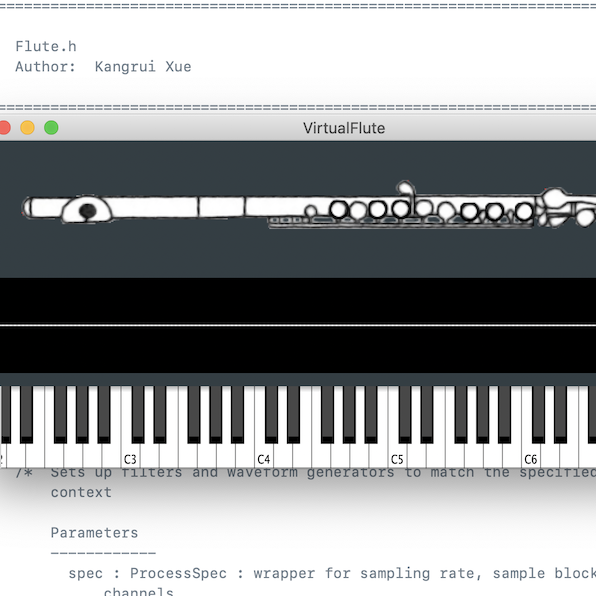 Flute.h
Author:  Kangrui Xue
VirtualFlute
C3 C4 C5 C6
/*  Sets up filters and waveform generators to match the specified
context
Parameters
------------
spec : ProcessSpec : wrapper for sampling rate, sample block
channels